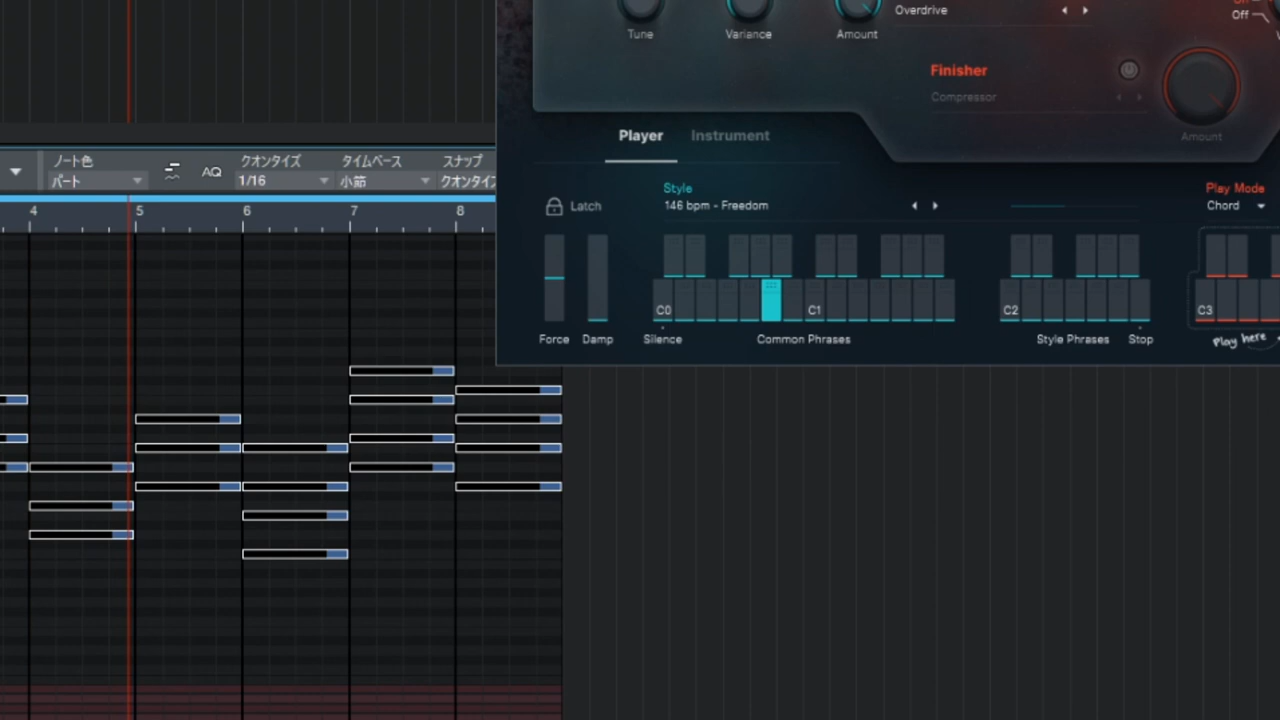 Overdrive
On
Off
Tune
Variance
Amount
Finisher
Compressor
Amount
Player
Instrument
ノート色
パート
AQ
クオンタイズ
1/16
タイムベース
小節
スナップ
クオンタイズ
4
5
6
7
8
Latch
Style
146 bpm - Freedom
Play Mode
Chord
C0
C1
C2
C3
Force
Damp
Silence
Common Phrases
Style Phrases
Stop
Play here